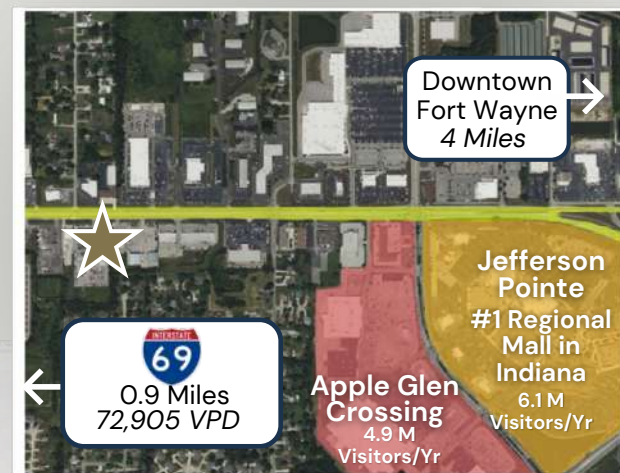 Downtown
Fort Wayne
4 Miles
Jefferson
Pointe
#1 Regional
Mall in
Indiana
6.1 M
Visitors/Yr
INTERSTATE
69
0.9 Miles
72,905 VPD
Apple Glen
Crossing
4.9 M
Visitors/Yr